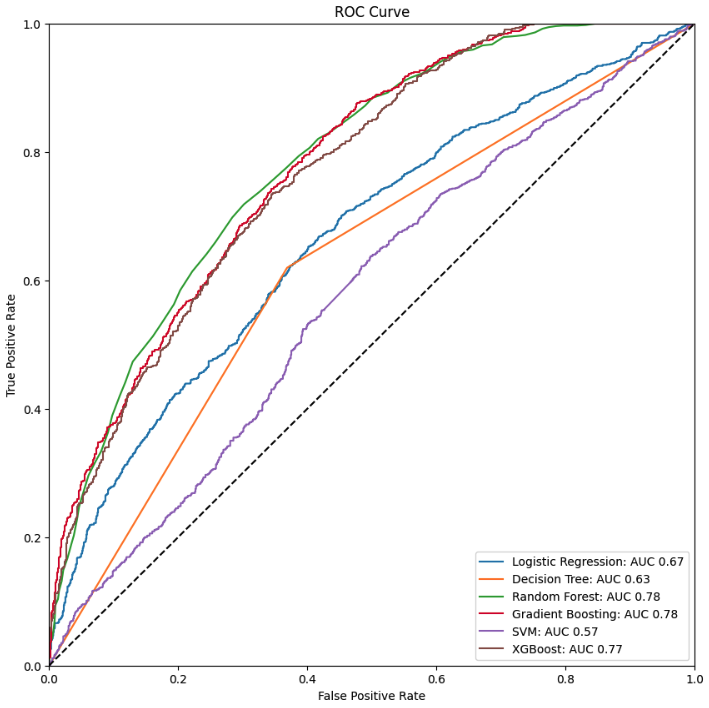 ROC Curve
1.0
0.8
0.6
0.4
0.2
0.0
True Positive Rate
Logistic Regression: AUC 0.67
Decision Tree: AUC 0.63
Random Forest: AUC 0.78
Gradient Boosting: AUC 0.78
SVM: AUC 0.57
XGBoost: AUC 0.77
0.0 0.2 0.4 0.6 0.8 1.0
False Positive Rate